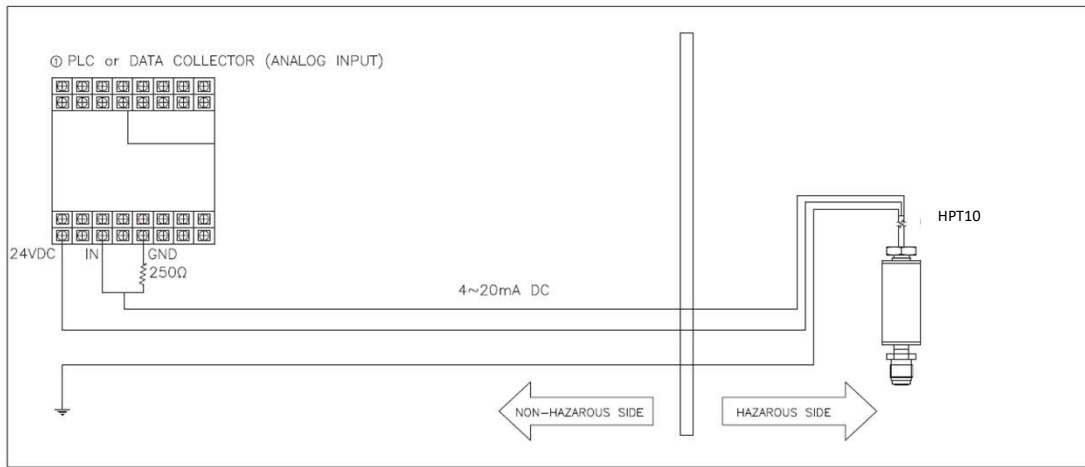 ① PLC or DATA COLLECTOR (ANALOG INPUT)
HPT10
24VDC IN GND
250Ω
4~20mA DC
NON-HAZAROUS SIDE
HAZAROUS SIDE